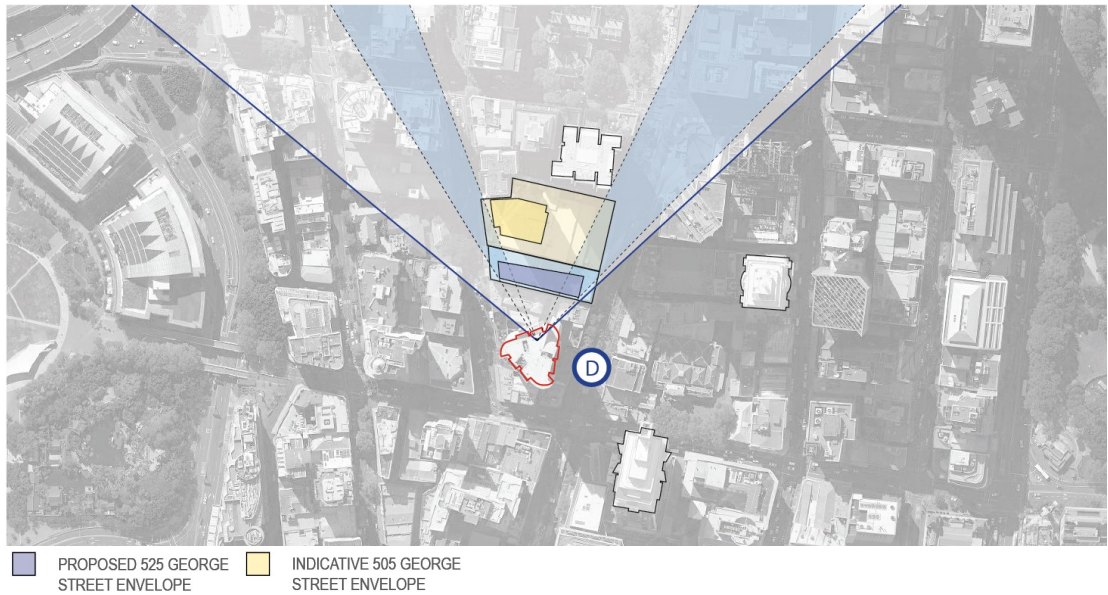 D
PROPOSED 525 GEORGE
STREET ENVELOPE
INDICATIVE 505 GEORGE
STREET ENVELOPE